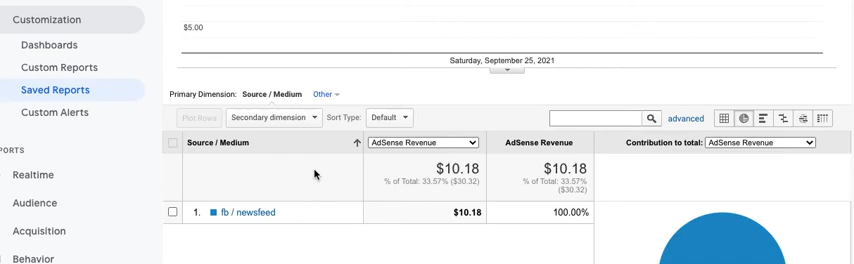 Customization
Dashboards
Custom Reports
Saved Reports
Custom Alerts
PORTS
Realtime
Audience
Acquisition
Behavior
$5.00
Saturday, September 25, 2021
Primary Dimension: Source / Medium Other
Plot Rows Secondary dimension Sort Type: Default advanced
Source / Medium AdSense Revenue AdSense Revenue Contribution to total: AdSense Revenue
$10.18 $10.18
% of Total: 33.57% ($30.32) % of Total: 33.57%
($30.32)
1. fb / newsfeed $10.18 100.00%